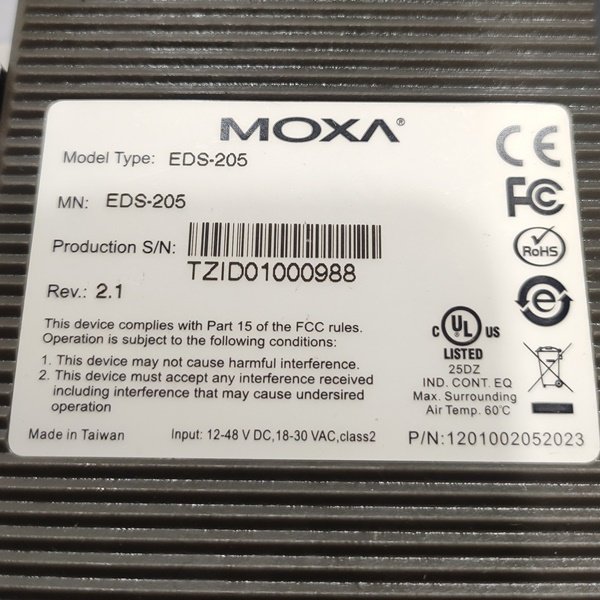 MOXA®
Model Type: EDS-205
MN: EDS-205
Production S/N:
TZID01000988
Rev.: 2.1
This device complies with Part 15 of the FCC rules.
Operation is subject to the following conditions:
1. This device may not cause harmful interference.
2. This device must accept any interference received
including interference that may cause undersired
operation
Made in Taiwan
Input: 12-48 V DC,18-30 VAC,class2
CE
FC
RoHS
e
C UL US
LISTED
25DZ
IND. CONT. EQ
Max. Surrounding
Air Temp. 60℃
P/N:1201002052023